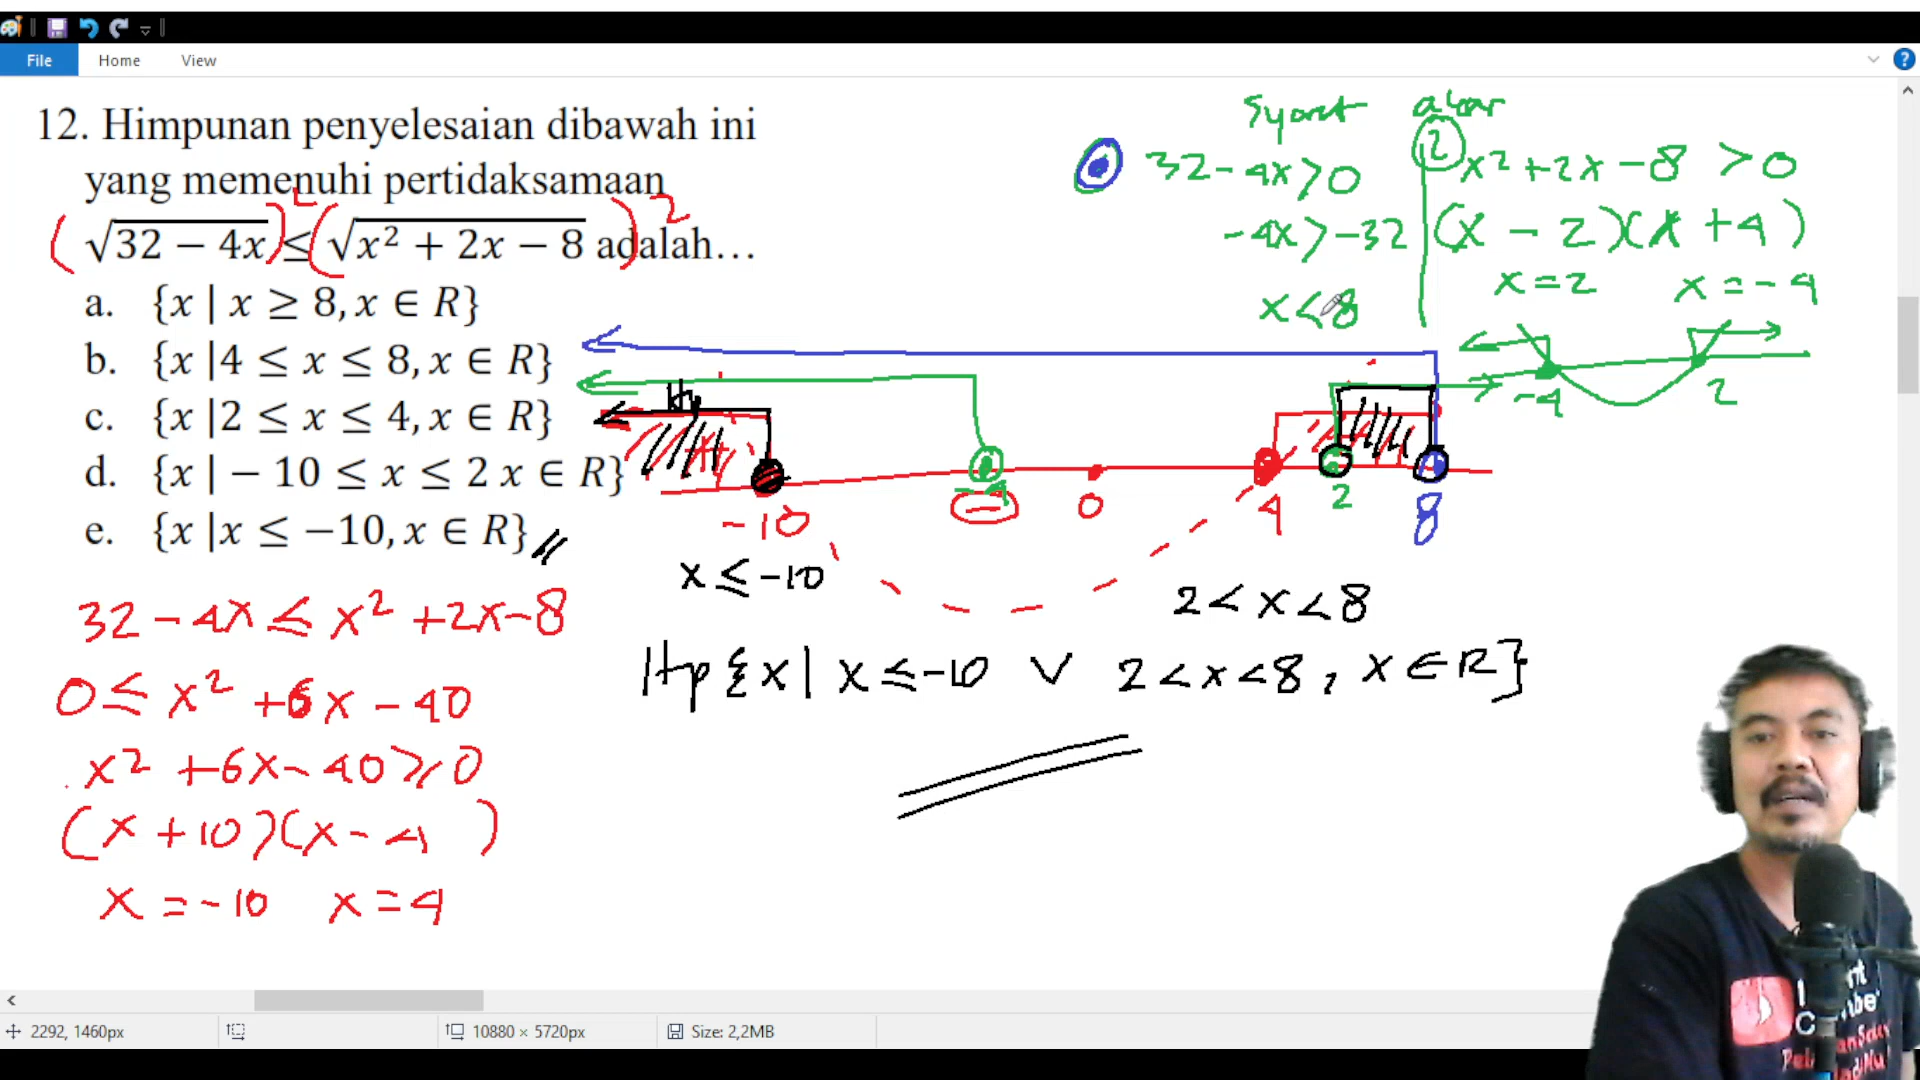 File Home View
12. Himpunan penyelesaian dibawah ini
yang memenuhi pertidaksamaan
(√32 − 4x)² ≤ (√x² + 2x − 8)² adalah…
a. {x | x ≥ 8, x ∈ R}
b. {x |4 ≤ x ≤ 8, x ∈ R}
c. {x |2 ≤ x ≤ 4, x ∈ R}
d. {x | − 10 ≤ x ≤ 2 x ∈ R}
e. {x |x ≤ −10, x ∈ R}
32 - 4x ≤ x² + 2x - 8
0 ≤ x² + 6x - 40
x² + 6x - 40 ≥ 0
(x + 10)(x - 4)
x = -10 x = 4
Syarat akar
32 - 4x > 0
-4x > -32
x < 8
2
x² + 2x - 8 > 0
(x - 2)(x + 4)
x = 2 x = -4
-4 2
Hp
-10 -4 0 4 2 8
x ≤ -10
2 < x < 8
Hp {x | x ≤ -10 ∨ 2 < x < 8, x ∈ R}
2292, 1460px
10880 × 5720px
Size: 2,2MB